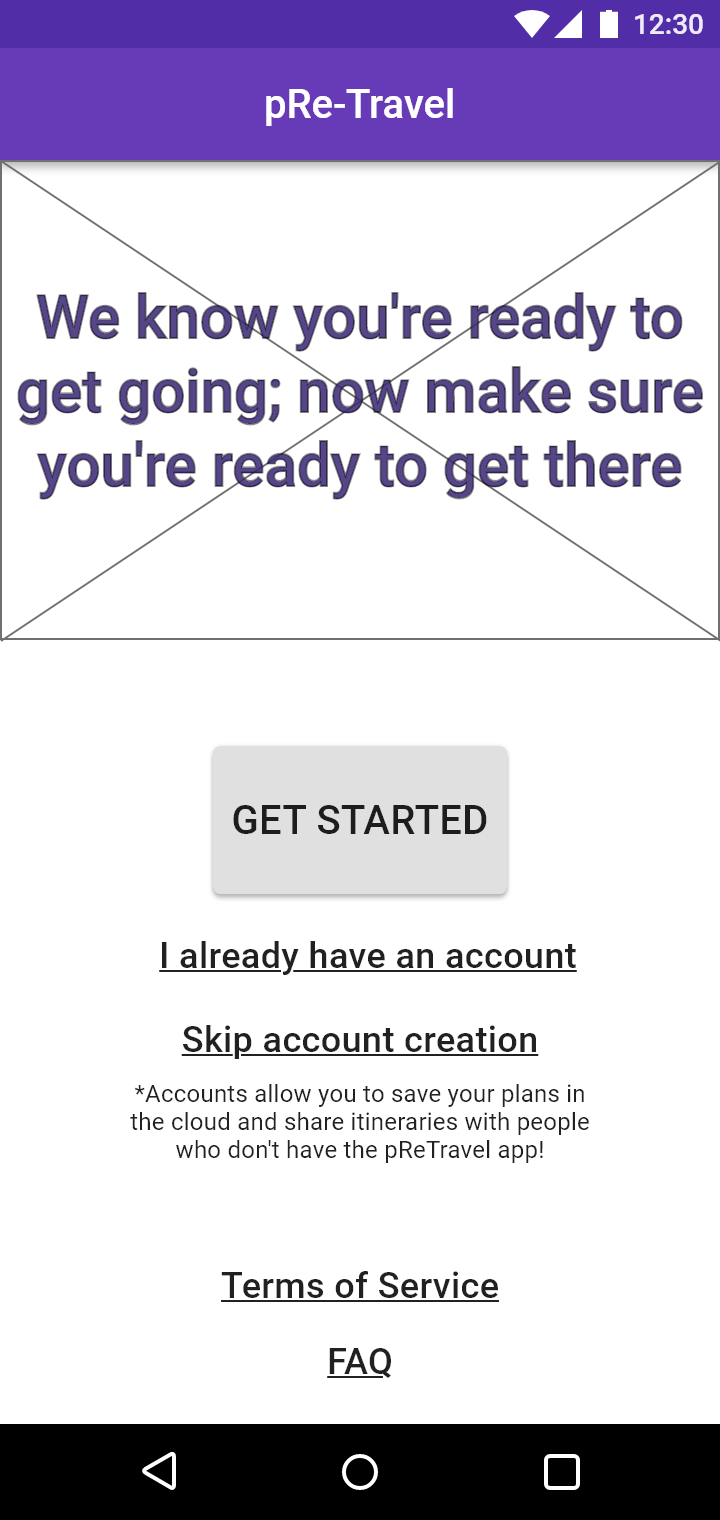 12:30
pRe-Travel
We know you're ready to
get going; now make sure
you're ready to get there
GET STARTED
I already have an account
Skip account creation
*Accounts allow you to save your plans in
the cloud and share itineraries with people
who don't have the pReTravel app!
Terms of Service
FAQ